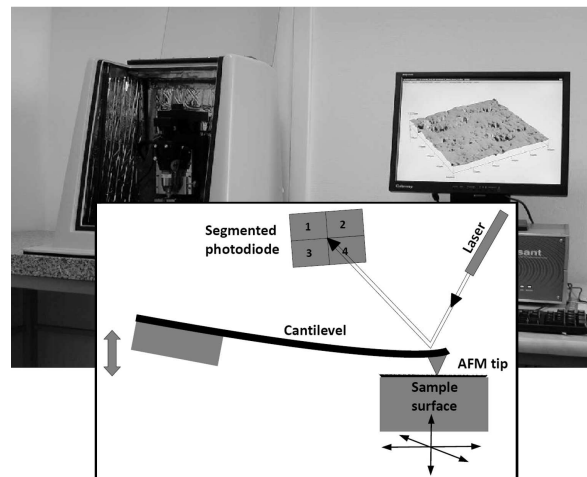 Segmented
photodiode
1 2
3 4
Laser
Cantilevel
AFM tip
Sample
surface